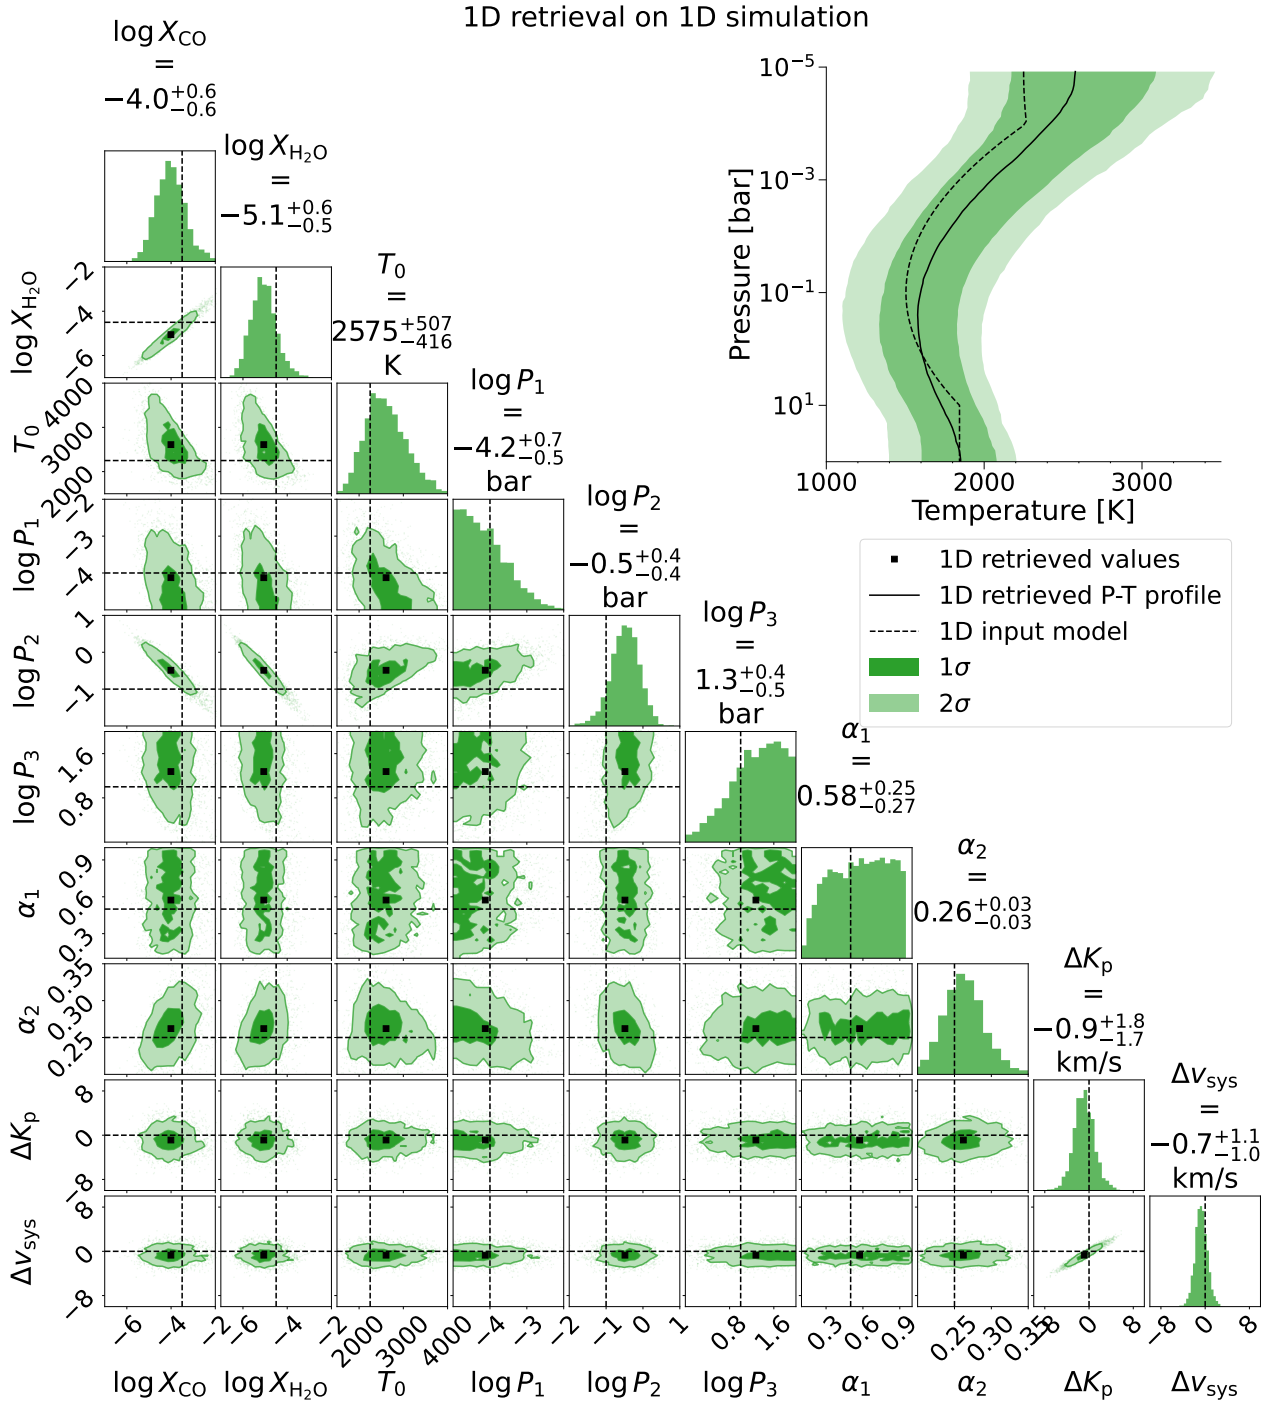 1D retrieval on 1D simulation
log X_CO
=
−4.0^{+0.6}_{−0.6}
log X_H₂O
=
−5.1^{+0.6}_{−0.5}
T_0
=
2575^{+507}_{−416}
K
log P_1
=
−4.2^{+0.7}_{−0.5}
bar
log P_2
=
−0.5^{+0.4}_{−0.4}
bar
log P_3
=
1.3^{+0.4}_{−0.5}
bar
α_1
=
0.58^{+0.25}_{−0.27}
α_2
=
0.26^{+0.03}_{−0.03}
ΔK_p
=
−0.9^{+1.8}_{−1.7}
km/s
Δv_sys
=
−0.7^{+1.1}_{−1.0}
km/s
Pressure [bar]
10^{−5}
10^{−3}
10^{−1}
10^{1}
1000 2000 3000
Temperature [K]
1D retrieved values
1D retrieved P-T profile
1D input model
1σ
2σ
log X_H₂O
−2
−4
−6
T_0
4000
3000
2000
log P_1
−2
−3
−4
log P_2
1
0
−1
log P_3
1.6
0.8
α_1
0.9
0.6
0.3
α_2
0.35
0.30
0.25
ΔK_p
8
0
−8
Δv_sys
8
0
−8
−6 −4 −2
−6 −4 −2
2000 3000 4000
−4 −3 −2
−1 0 1
0.8 1.6
0.3 0.6 0.9
0.25 0.30 0.35
−8 0 8
−8 0 8
log X_CO
log X_H₂O
T_0
log P_1
log P_2
log P_3
α_1
α_2
ΔK_p
Δv_sys